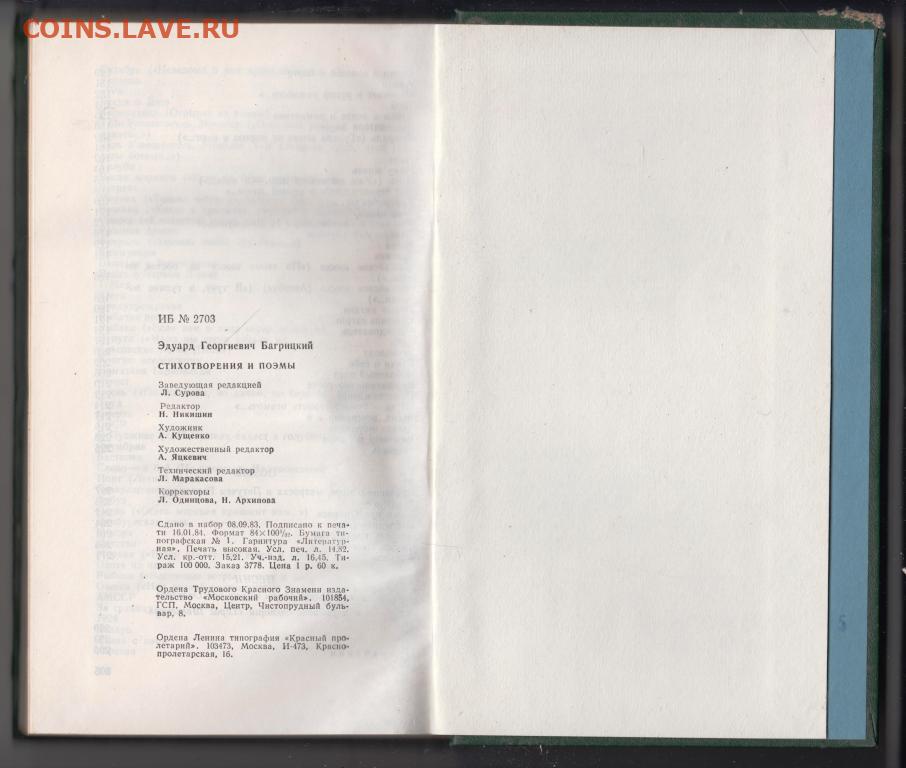 COINS.LAVE.RU
ИБ № 2703
Эдуард Георгиевич Багрицкий
СТИХОТВОРЕНИЯ И ПОЭМЫ
Заведующая редакцией
Л. Сурова
Редактор
Н. Никишин
Художник
А. Кущенко
Художественный редактор
А. Яцкевич
Технический редактор
Л. Маракасова
Корректоры
Л. Одинцова, Н. Архипова
Сдано в набор 08.09.83. Подписано к печа-
ти 16.01.84. Формат 84×100¹/₃₂. Бумага ти-
пографская № 1. Гарнитура «Литератур-
ная». Печать высокая. Усл. печ. л. 14,82.
Усл. кр.-отт. 15,21. Уч.-изд. л. 16,45. Ти-
раж 100 000. Заказ 3778. Цена 1 р. 60 к.
Ордена Трудового Красного Знамени изда-
тельство «Московский рабочий». 101854,
ГСП, Москва, Центр, Чистопрудный буль-
вар, 8.
Ордена Ленина типография «Красный про-
летарий». 103473, Москва, И-473, Красно-
пролетарская, 16.
5